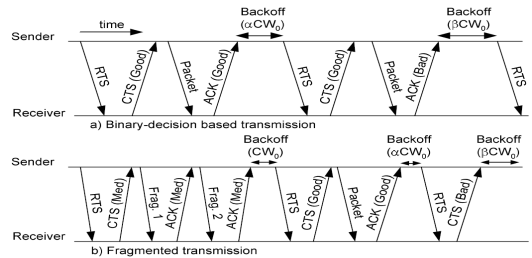 Backoff
Backoff
time
(αCW0)
(βCW0)
Sender
RTS
CTS (Good)
Packet
ACK (Good)
RTS
CTS (Good)
Packet
ACK (Bad)
RTS
Receiver
a) Binary-decision based transmission
Backoff
Backoff
Backoff
Sender
(CW0)
(αCW0)
(βCW0)
RTS
CTS (Med)
Frag. 1
ACK (Med)
Frag. 2
ACK (Med)
RTS
CTS (Good)
Packet
ACK (Good)
RTS
CTS (Bad)
Receiver
b) Fragmented transmission